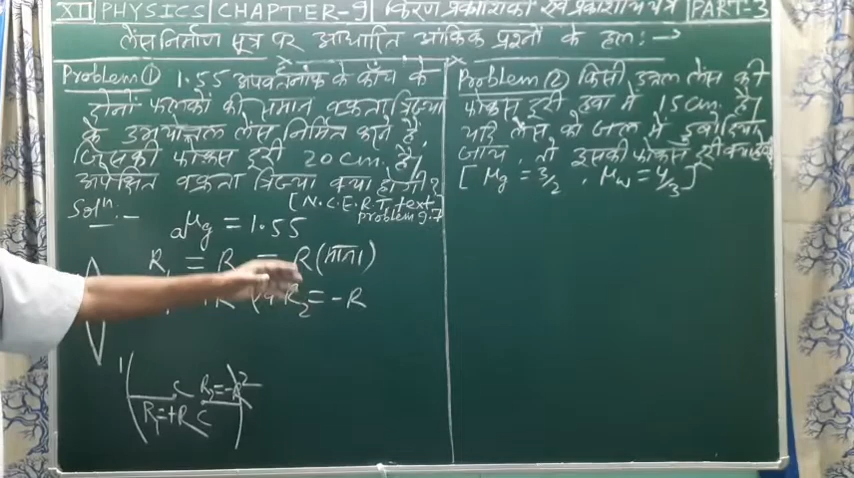 XII PHYSICS CHAPTER-9 किरण प्रकाशिकी एवं प्रकाशीय यंत्र PART-3
लेंस निर्माण सूत्र पर आधारित आंकिक प्रश्नों के हल:→
Problem ① 1.55 अपवर्तनांक के काँच के
दोनों फलकों की समान वक्रता त्रिज्या
के उभयोत्तल लेंस निर्मित करने हैं,
जिसकी फोकस दूरी 20 cm. है।
अपेक्षित वक्रता त्रिज्या क्या होगी?
[N.C.E.R.T. text
problem 9.7
Solⁿ:-
aμg = 1.55
R₁ = R = R (माना)
R₂ = -R
1 2
C R₂=-R
R₁=+R C
Problem ② किसी उत्तल लेंस की
फोकस दूरी हवा में 15 cm. है।
यदि लेंस को जल में डुबो दिया
जाय, तो इसकी फोकस दूरी क्या
[μg = 3/2, μw = 4/3]